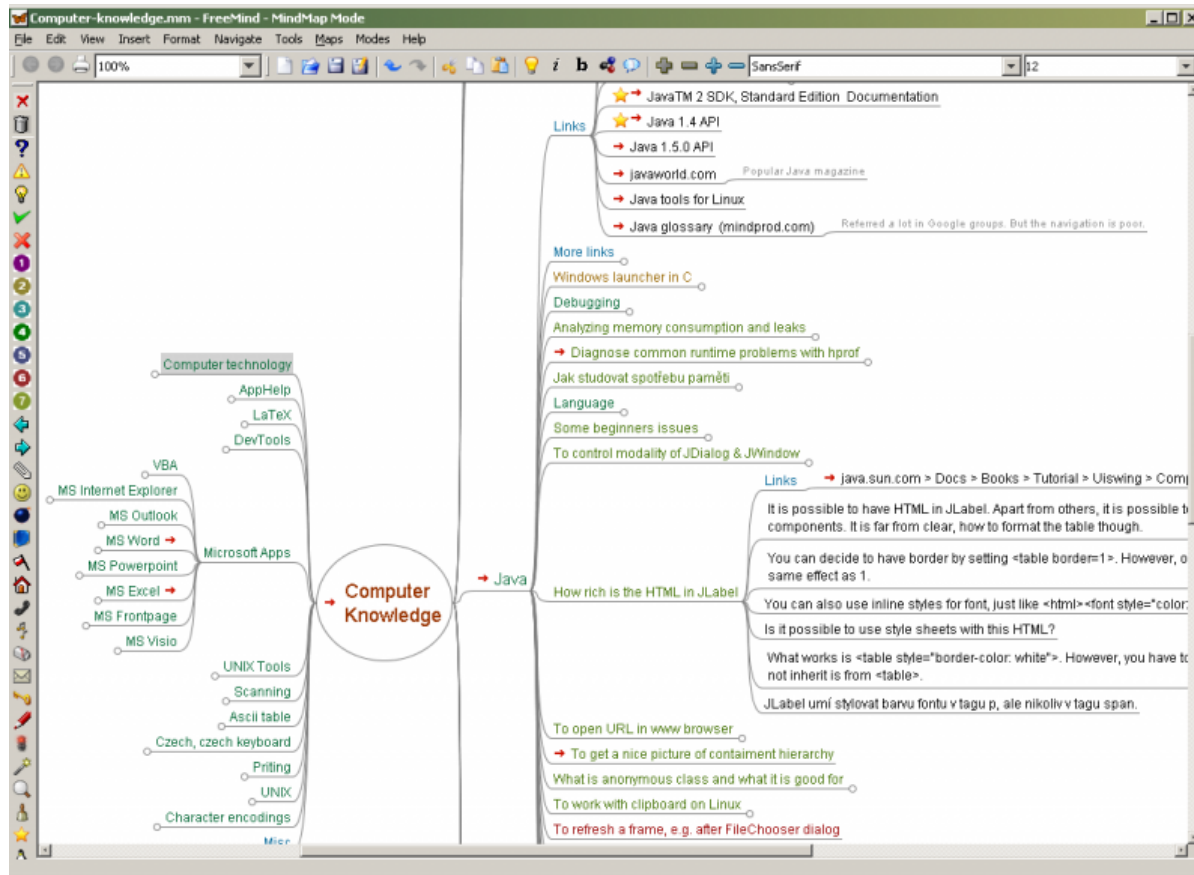 Computer-knowledge.mm - FreeMind - MindMap Mode
File Edit View Insert Format Navigate Tools Maps Modes Help
100%
i b
SansSerif
12
JavaTM 2 SDK, Standard Edition Documentation
Links
Java 1.4 API
Java 1.5.0 API
javaworld.com
Popular Java magazine
Java tools for Linux
Java glossary (mindprod.com)
Referred a lot in Google groups. But the navigation is poor.
More links
Windows launcher in C
Debugging
Analyzing memory consumption and leaks
Diagnose common runtime problems with hprof
Jak studovat spotřebu paměti
Language
Some beginners issues
To control modality of JDialog & JWindow
Computer technology
AppHelp
LaTeX
DevTools
VBA
MS Internet Explorer
MS Outlook
MS Word
MS Powerpoint
MS Excel
MS Frontpage
MS Visio
Microsoft Apps
Computer
Knowledge
Java
UNIX Tools
Scanning
Ascii table
Czech, czech keyboard
Priting
UNIX
Character encodings
Misc
How rich is the HTML in JLabel
Links
java.sun.com > Docs > Books > Tutorial > Uiswing > Comp
It is possible to have HTML in JLabel. Apart from others, it is possible t
components. It is far from clear, how to format the table though.
You can decide to have border by setting <table border=1>. However, o
same effect as 1.
You can also use inline styles for font, just like <html><font style="color:
Is it possible to use style sheets with this HTML?
What works is <table style="border-color: white">. However, you have to
not inherit is from <table>.
JLabel umí stylovat barvu fontu v tagu p, ale nikoliv v tagu span.
To open URL in www browser
To get a nice picture of contaiment hierarchy
What is anonymous class and what it is good for
To work with clipboard on Linux
To refresh a frame, e.g. after FileChooser dialog
1
2
3
4
5
6
7